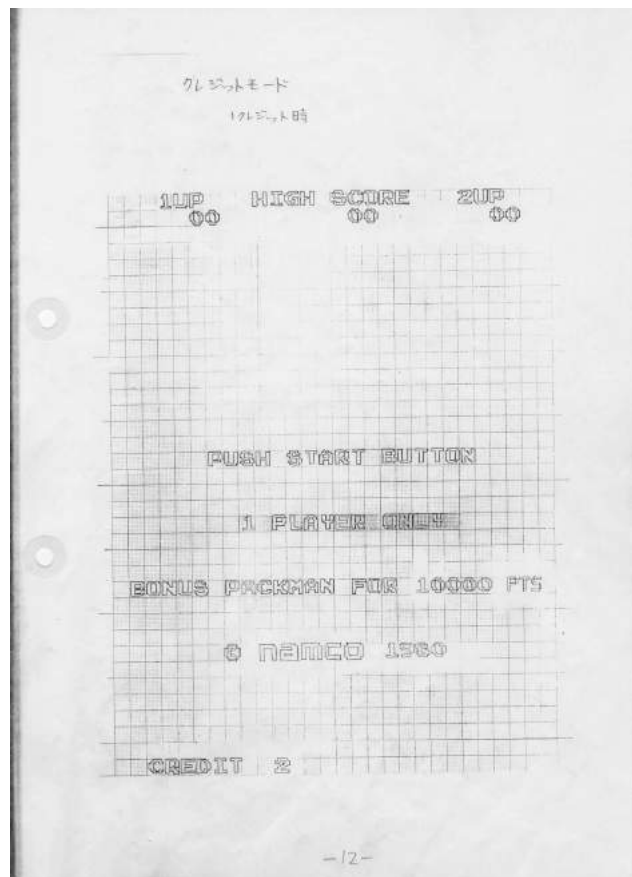 クレジットモード
1クレジット時
1UP HIGH SCORE 2UP
00 00 00
PUSH START BUTTON
1 PLAYER ONLY
BONUS PACKMAN FOR 10000 PTS
© namco 1980
CREDIT 2
-12-